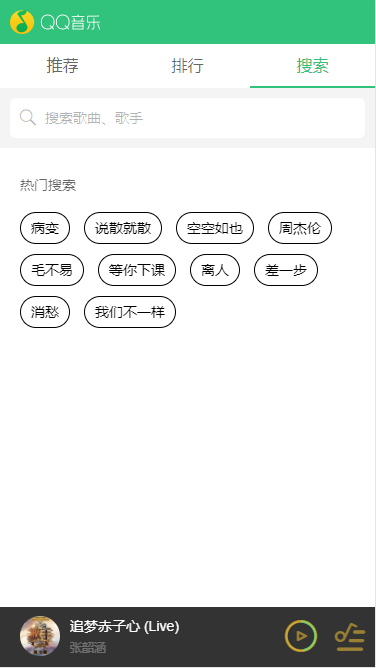 QQ音乐
推荐 排行 搜索
搜索歌曲、歌手
热门搜索
病变 说散就散 空空如也 周杰伦
毛不易 等你下课 离人 差一步
消愁 我们不一样
追梦赤子心 (Live)
张韶涵